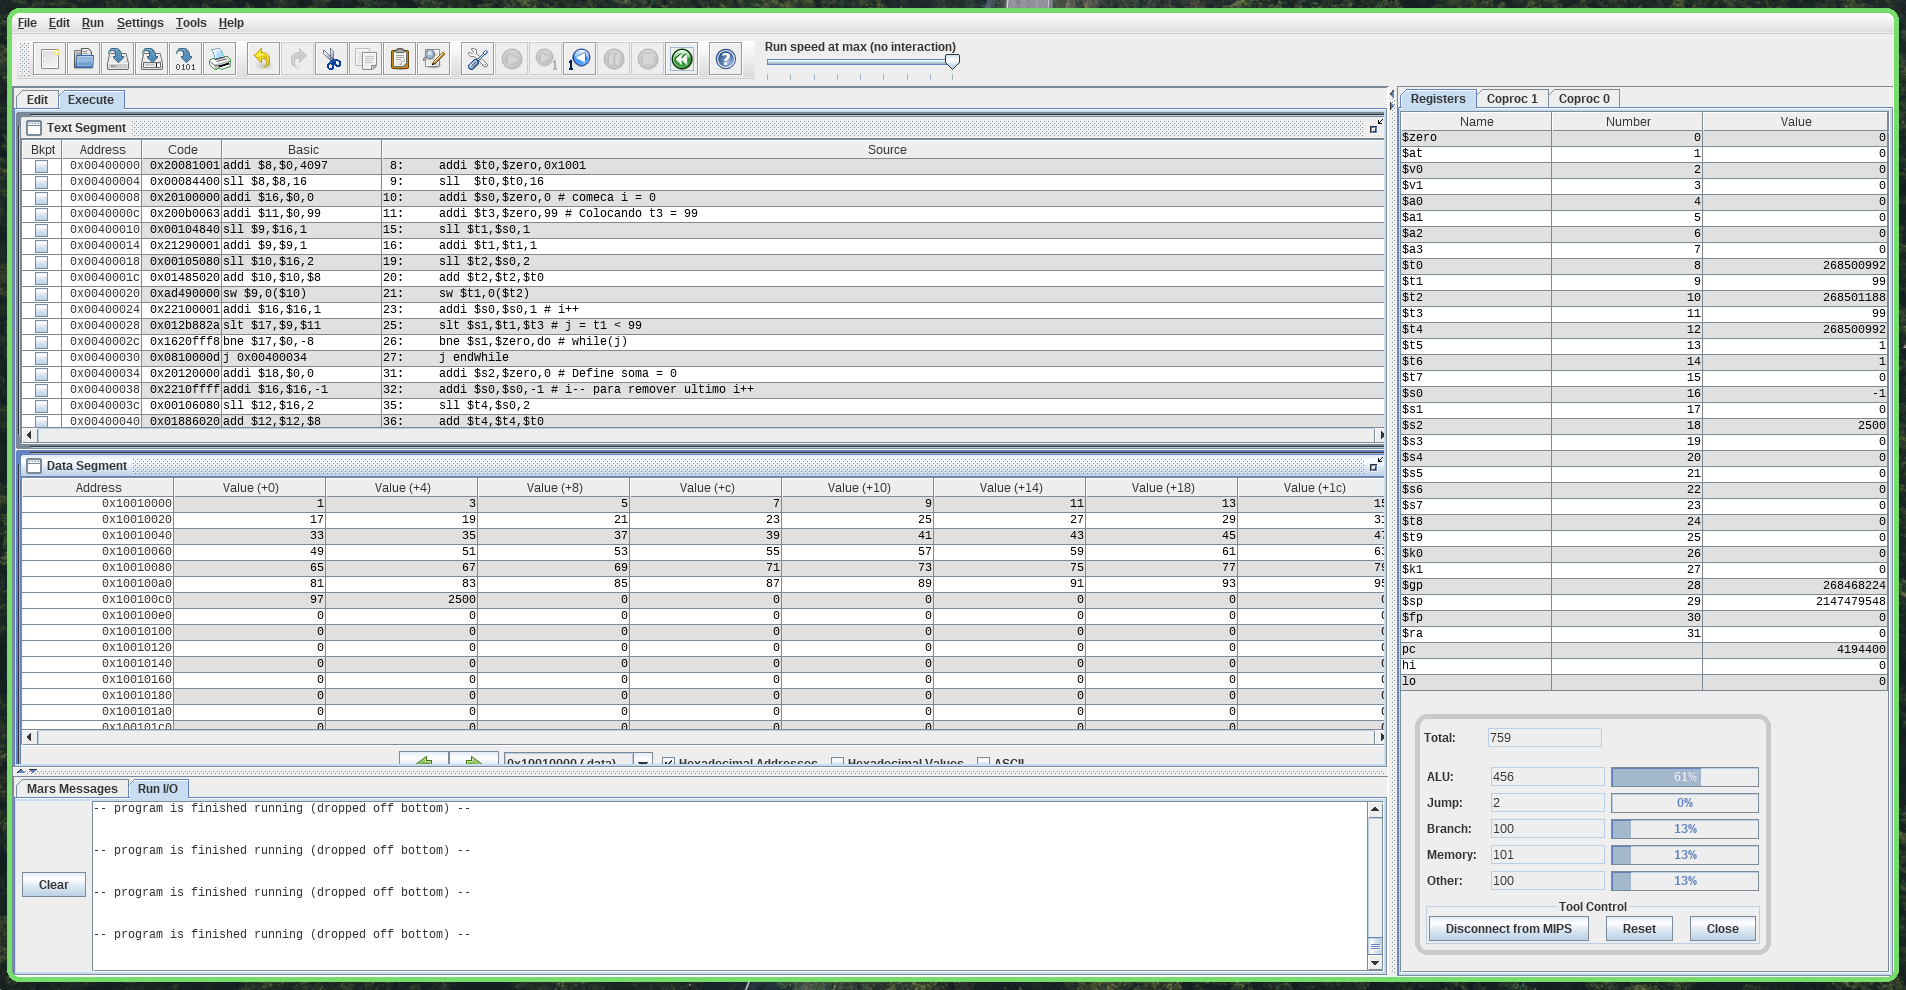 File Edit Run Settings Tools Help
Run speed at max (no interaction)
Edit Execute
Text Segment
Bkpt Address Code Basic Source
0x00400000 0x20081001 addi $8,$0,4097 8: addi $t0,$zero,0x1001
0x00400004 0x00084400 sll $8,$8,16 9: sll $t0,$t0,16
0x00400008 0x20100000 addi $16,$0,0 10: addi $s0,$zero,0 # comeca i = 0
0x0040000c 0x200b0063 addi $11,$0,99 11: addi $t3,$zero,99 # Colocando t3 = 99
0x00400010 0x00104840 sll $9,$16,1 15: sll $t1,$s0,1
0x00400014 0x21290001 addi $9,$9,1 16: addi $t1,$t1,1
0x00400018 0x00105080 sll $10,$16,2 19: sll $t2,$s0,2
0x0040001c 0x01485020 add $10,$10,$8 20: add $t2,$t2,$t0
0x00400020 0xad490000 sw $9,0($10) 21: sw $t1,0($t2)
0x00400024 0x22100001 addi $16,$16,1 23: addi $s0,$s0,1 # i++
0x00400028 0x012b882a slt $17,$9,$11 25: slt $s1,$t1,$t3 # j = t1 < 99
0x0040002c 0x1620fff8 bne $17,$0,-8 26: bne $s1,$zero,do # while(j)
0x00400030 0x0810000d j 0x00400034 27: j endWhile
0x00400034 0x20120000 addi $18,$0,0 31: addi $s2,$zero,0 # Define soma = 0
0x00400038 0x2210ffff addi $16,$16,-1 32: addi $s0,$s0,-1 # i-- para remover ultimo i++
0x0040003c 0x00106080 sll $12,$16,2 35: sll $t4,$s0,2
0x00400040 0x01886020 add $12,$12,$8 36: add $t4,$t4,$t0
Data Segment
Address Value (+0) Value (+4) Value (+8) Value (+c) Value (+10) Value (+14) Value (+18) Value (+1c)
0x10010000 1 3 5 7 9 11 13 15
0x10010020 17 19 21 23 25 27 29 31
0x10010040 33 35 37 39 41 43 45 47
0x10010060 49 51 53 55 57 59 61 63
0x10010080 65 67 69 71 73 75 77 79
0x100100a0 81 83 85 87 89 91 93 95
0x100100c0 97 2500 0 0 0 0 0 0
0x100100e0 0 0 0 0 0 0 0 0
0x10010100 0 0 0 0 0 0 0 0
0x10010120 0 0 0 0 0 0 0 0
0x10010140 0 0 0 0 0 0 0 0
0x10010160 0 0 0 0 0 0 0 0
0x10010180 0 0 0 0 0 0 0 0
0x100101a0 0 0 0 0 0 0 0 0
0x100101c0 0 0 0 0 0 0 0 0
0x10010000 (.data) Hexadecimal Addresses Hexadecimal Values ASCII
Mars Messages Run I/O
-- program is finished running (dropped off bottom) --
-- program is finished running (dropped off bottom) --
Clear
-- program is finished running (dropped off bottom) --
-- program is finished running (dropped off bottom) --
Registers Coproc 1 Coproc 0
Name Number Value
$zero 0 0
$at 1 0
$v0 2 0
$v1 3 0
$a0 4 0
$a1 5 0
$a2 6 0
$a3 7 0
$t0 8 268500992
$t1 9 99
$t2 10 268501188
$t3 11 99
$t4 12 268500992
$t5 13 1
$t6 14 1
$t7 15 0
$s0 16 -1
$s1 17 0
$s2 18 2500
$s3 19 0
$s4 20 0
$s5 21 0
$s6 22 0
$s7 23 0
$t8 24 0
$t9 25 0
$k0 26 0
$k1 27 0
$gp 28 268468224
$sp 29 2147479548
$fp 30 0
$ra 31 0
pc 4194400
hi 0
lo 0
Total: 759
ALU: 456 61%
Jump: 2 0%
Branch: 100 13%
Memory: 101 13%
Other: 100 13%
Tool Control
Disconnect from MIPS Reset Close